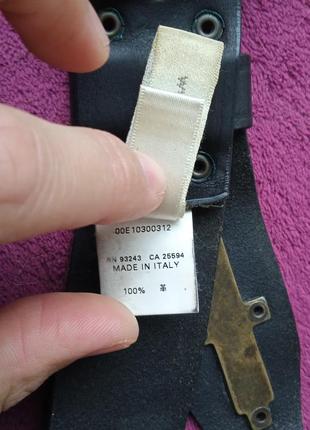 00E10300312
RN 93243 CA 25594
MADE IN ITALY
100% 革